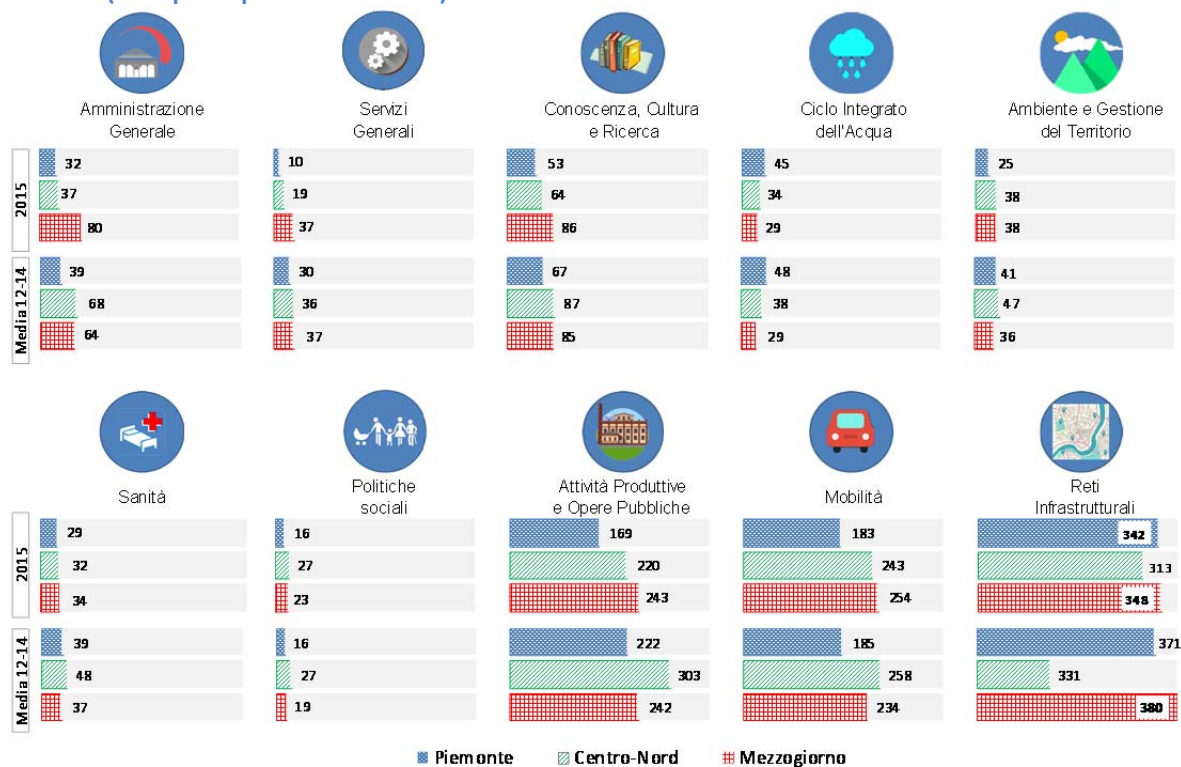 Amministrazione
Generale
Servizi
Generali
Conoscenza, Cultura
e Ricerca
Ciclo Integrato
dell'Acqua
Ambiente e Gestione
del Territorio
2015
32
37
80
10
19
37
53
64
86
45
34
29
25
38
38
Media 12-14
39
68
64
30
36
37
67
87
85
48
38
29
41
47
36
Sanità
Politiche
sociali
Attività Produttive
e Opere Pubbliche
Mobilità
Reti
Infrastrutturali
2015
29
32
34
16
27
23
169
220
243
183
243
254
342
313
348
Media 12-14
39
48
37
16
27
19
222
303
242
185
258
234
371
331
380
Piemonte Centro-Nord Mezzogiorno